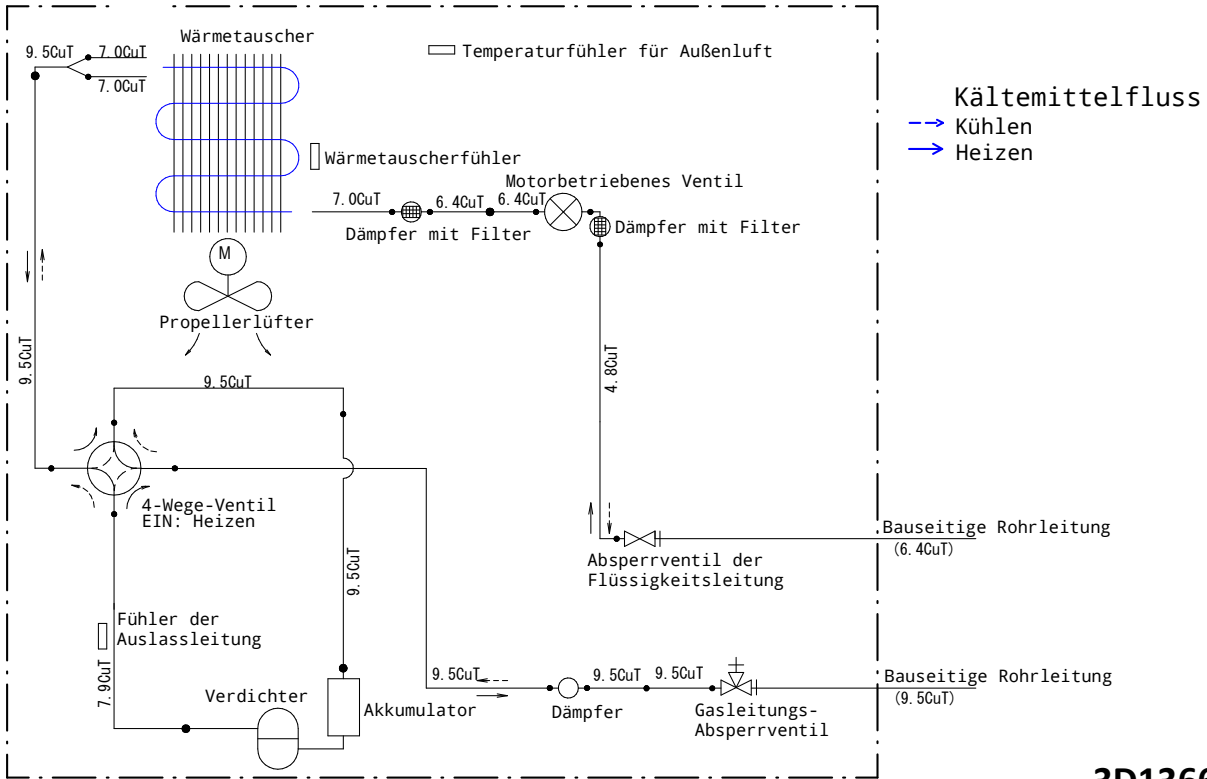 Wärmetauscher
9.5CuT
7.0CuT
7.0CuT
Temperaturfühler für Außenluft
Kältemittelfluss
Kühlen
Heizen
Wärmetauscherfühler
Motorbetriebenes Ventil
7.0CuT
6.4CuT
6.4CuT
Dämpfer mit Filter
Dämpfer mit Filter
M
Propellerlüfter
9.5CuT
9.5CuT
4.8CuT
4-Wege-Ventil
EIN: Heizen
Bauseitige Rohrleitung
(6.4CuT)
Absperrventil der
Flüssigkeitsleitung
9.5CuT
Fühler der
Auslassleitung
7.9CuT
Verdichter
Akkumulator
9.5CuT
Dämpfer
9.5CuT
9.5CuT
Gasleitungs-
Absperrventil
Bauseitige Rohrleitung
(9.5CuT)